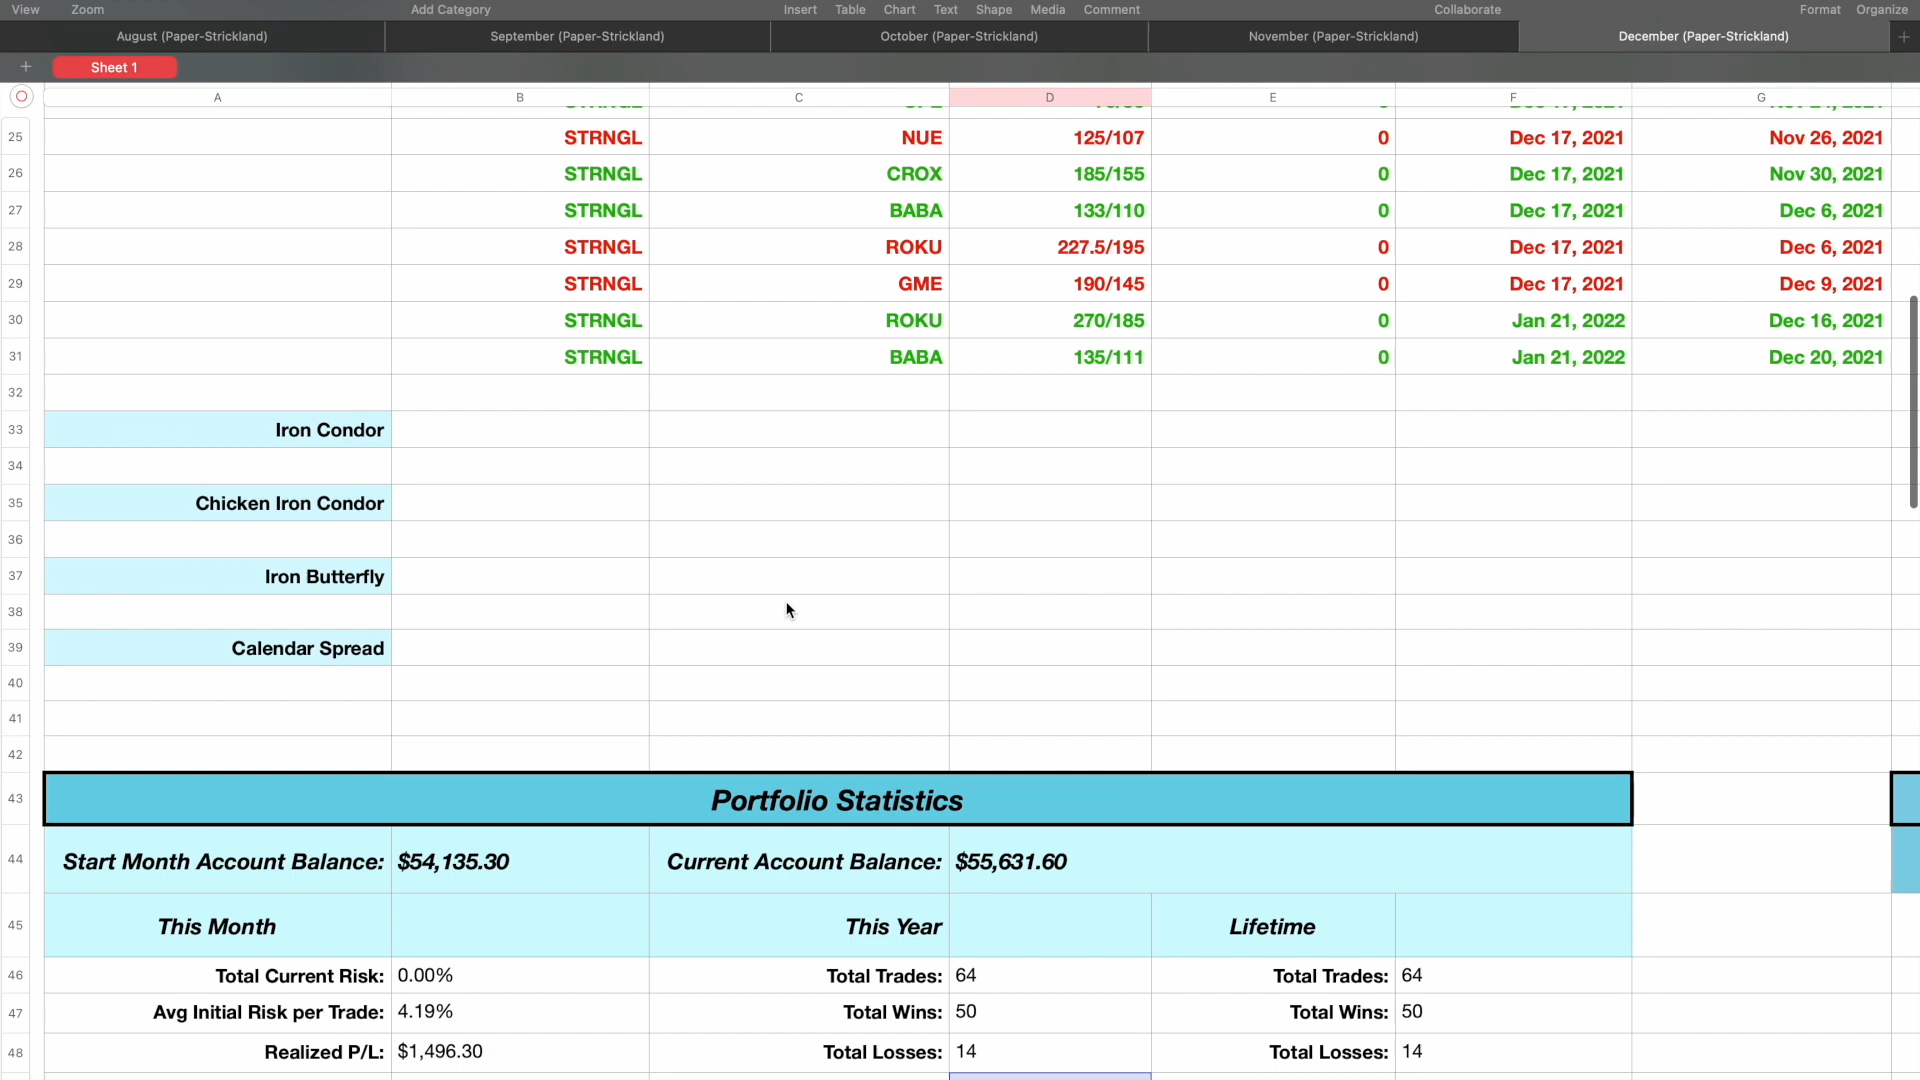 View Zoom Add Category Insert Table Chart Text Shape Media Comment Collaborate Format Organize
August (Paper-Strickland) September (Paper-Strickland) October (Paper-Strickland) November (Paper-Strickland) December (Paper-Strickland) +
+ Sheet 1
A B C D E F G
25 STRNGL NUE 125/107 0 Dec 17, 2021 Nov 26, 2021
26 STRNGL CROX 185/155 0 Dec 17, 2021 Nov 30, 2021
27 STRNGL BABA 133/110 0 Dec 17, 2021 Dec 6, 2021
28 STRNGL ROKU 227.5/195 0 Dec 17, 2021 Dec 6, 2021
29 STRNGL GME 190/145 0 Dec 17, 2021 Dec 9, 2021
30 STRNGL ROKU 270/185 0 Jan 21, 2022 Dec 16, 2021
31 STRNGL BABA 135/111 0 Jan 21, 2022 Dec 20, 2021
32
33 Iron Condor
34
35 Chicken Iron Condor
36
37 Iron Butterfly
38
39 Calendar Spread
40
41
42
43 Portfolio Statistics
44 Start Month Account Balance: $54,135.30 Current Account Balance: $55,631.60
45 This Month This Year Lifetime
46 Total Current Risk: 0.00% Total Trades: 64 Total Trades: 64
47 Avg Initial Risk per Trade: 4.19% Total Wins: 50 Total Wins: 50
48 Realized P/L: $1,496.30 Total Losses: 14 Total Losses: 14